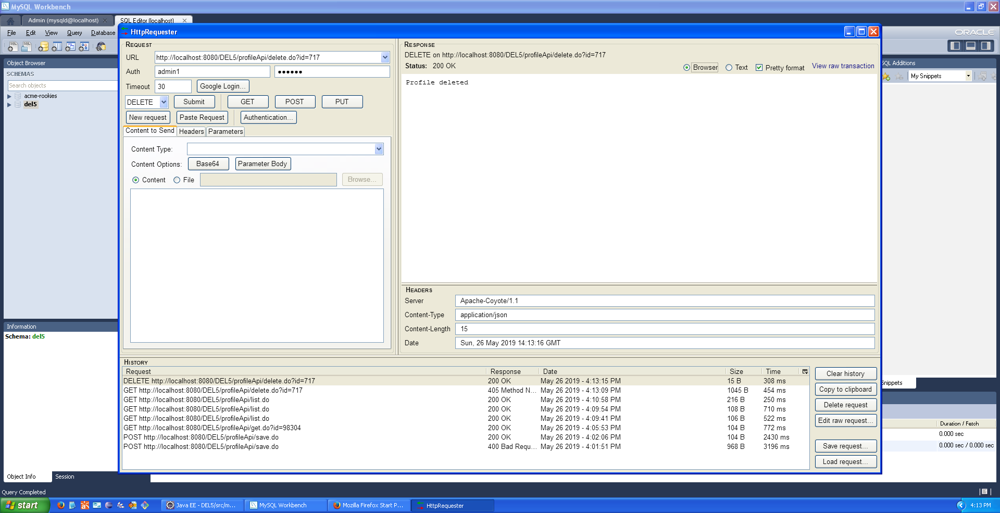 MySQL Workbench
Admin (mysqld@localhost)
SQL Editor (localhost)
File Edit View Query Database
ORACLE
Object Browser
SCHEMAS
Search objects
acme-rookies
del5
Information
Schema: del5
Object Info Session
Query Completed
HttpRequester
REQUEST
URL http://localhost:8080/DEL5/profileApi/delete.do?id=717
Auth admin1 ●●●●●●
Timeout 30 Google Login...
DELETE Submit GET POST PUT
New request Paste Request Authentication...
Content to Send Headers Parameters
Content Type:
Content Options: Base64 Parameter Body
Content File Browse...
RESPONSE
DELETE on http://localhost:8080/DEL5/profileApi/delete.do?id=717
Status: 200 OK
Browser Text Pretty format View raw transaction
Profile deleted
HEADERS
Server Apache-Coyote/1.1
Content-Type application/json
Content-Length 15
Date Sun, 26 May 2019 14:13:16 GMT
HISTORY
Request Response Date Size Time
DELETE http://localhost:8080/DEL5/profileApi/delete.do?id=717 200 OK May 26 2019 - 4:13:15 PM 15 B 308 ms
GET http://localhost:8080/DEL5/profileApi/delete.do?id=717 405 Method N... May 26 2019 - 4:13:09 PM 1045 B 454 ms
GET http://localhost:8080/DEL5/profileApi/list.do 200 OK May 26 2019 - 4:10:58 PM 216 B 250 ms
GET http://localhost:8080/DEL5/profileApi/list.do 200 OK May 26 2019 - 4:09:54 PM 108 B 710 ms
GET http://localhost:8080/DEL5/profileApi/list.do 200 OK May 26 2019 - 4:09:41 PM 106 B 522 ms
GET http://localhost:8080/DEL5/profileApi/get.do?id=98304 200 OK May 26 2019 - 4:05:53 PM 104 B 772 ms
POST http://localhost:8080/DEL5/profileApi/save.do 200 OK May 26 2019 - 4:02:06 PM 104 B 2430 ms
POST http://localhost:8080/DEL5/profileApi/save.do 400 Bad Requ... May 26 2019 - 4:01:51 PM 968 B 3196 ms
Clear history
Copy to clipboard
Delete request
Edit raw request...
Save request...
Load request...
SQL Additions
My Snippets
Snippets
Duration / Fetch
0.000 sec
0.000 sec / 0.000 sec
start
Java EE - DEL5/src/m...
MySQL Workbench
Mozilla Firefox Start P...
HttpRequester
4:13 PM